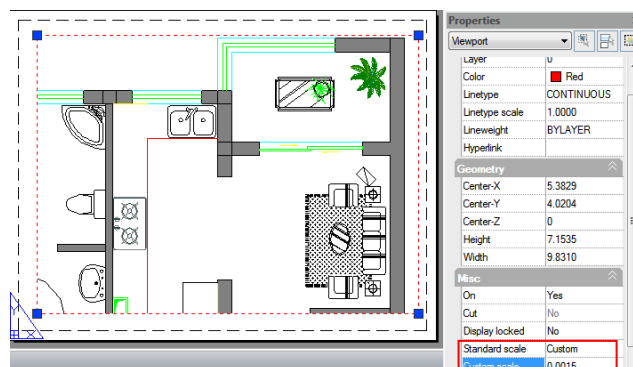 Properties
Viewport
Layer 0
Color Red
Linetype CONTINUOUS
Linetype scale 1.0000
Lineweight BYLAYER
Hyperlink
Geometry
Center-X 5.3829
Center-Y 4.0204
Center-Z 0
Height 7.1535
Width 9.8310
Misc
On Yes
Cut No
Display locked No
Standard scale Custom
Custom scale 0.0015